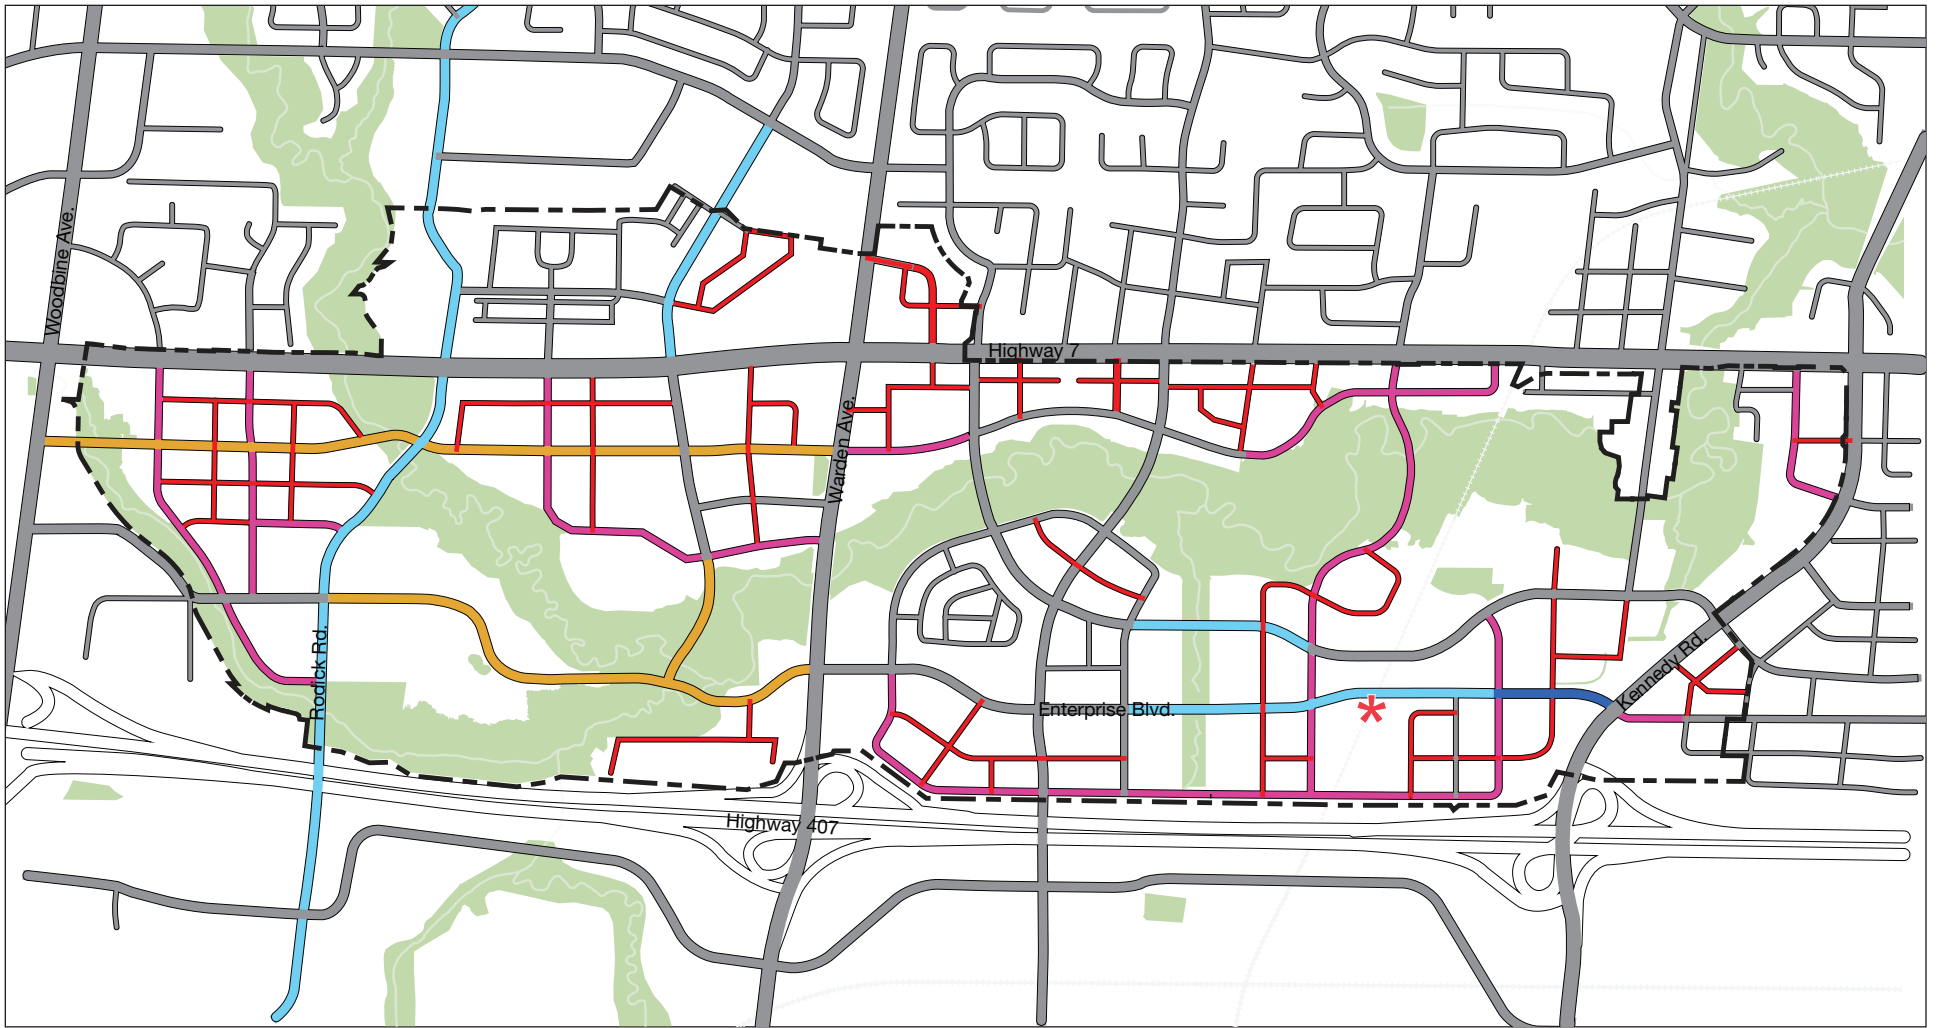 Woodbine Ave.
Highway 7
Warden Ave.
Rodick Rd.
Kennedy Rd.
Enterprise Blvd.
*
Highway 407